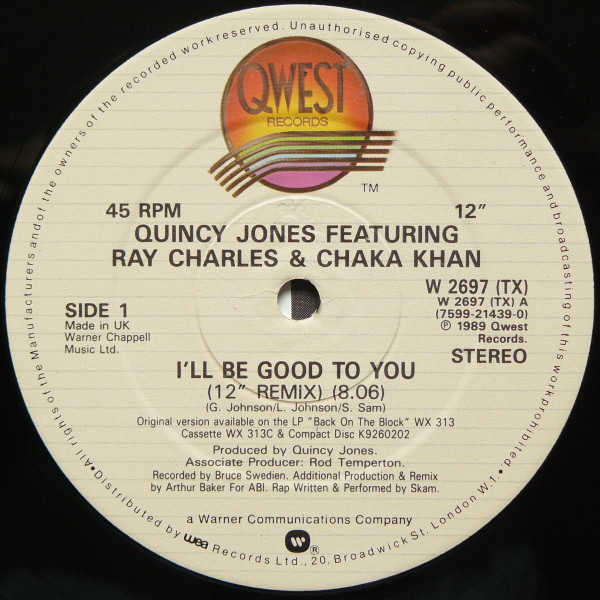 QWEST
RECORDS
TM
45 RPM
12″
QUINCY JONES FEATURING
RAY CHARLES & CHAKA KHAN
SIDE 1
Made in UK
Warner Chappell
Music Ltd.
W 2697 (TX)
W 2697 (TX) A
(7599-21439-0)
℗ 1989 Qwest
Records.
STEREO
I'LL BE GOOD TO YOU
(12″ REMIX) (8.06)
(G. Johnson/L. Johnson/S. Sam)
Original version available on the LP "Back On The Block" WX 313
Cassette WX 313C & Compact Disc K9260202
Produced by Quincy Jones.
Associate Producer: Rod Temperton.
Recorded by Bruce Swedien. Additional Production & Remix
by Arthur Baker For ABI. Rap Written & Performed by Skam.
a Warner Communications Company
®
•All rights of the Manufacturers and of the owners of the recorded work reserved. Unauthorised copying public performance and broadcasting of this work prohibited.
•Distributed by wea Records Ltd., 20, Broadwick St. London W.1.•